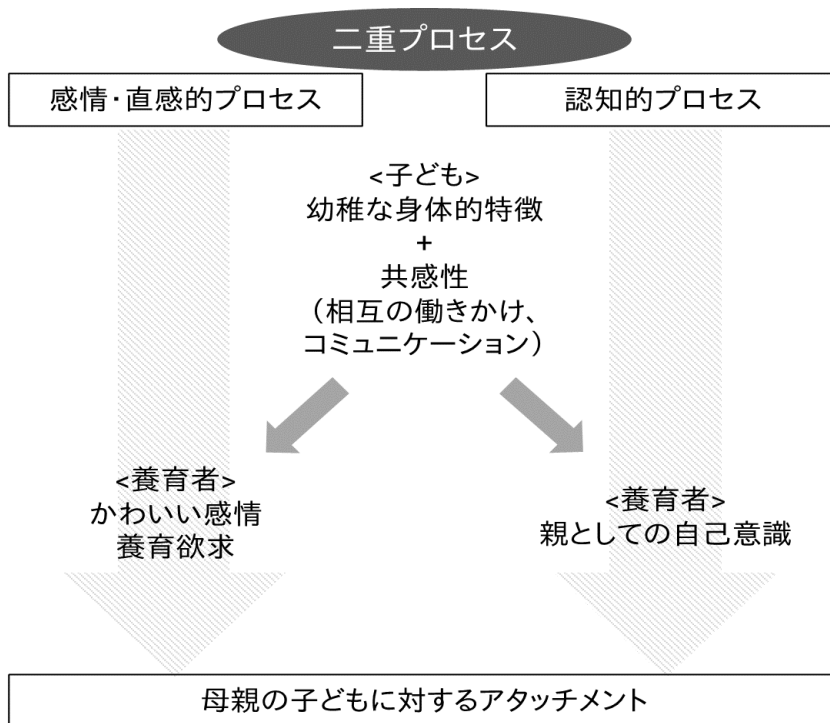 二重プロセス
感情・直感的プロセス
認知的プロセス
<子ども>
幼稚な身体的特徴
+
共感性
（相互の働きかけ、
コミュニケーション）
<養育者>
かわいい感情
養育欲求
<養育者>
親としての自己意識
母親の子どもに対するアタッチメント